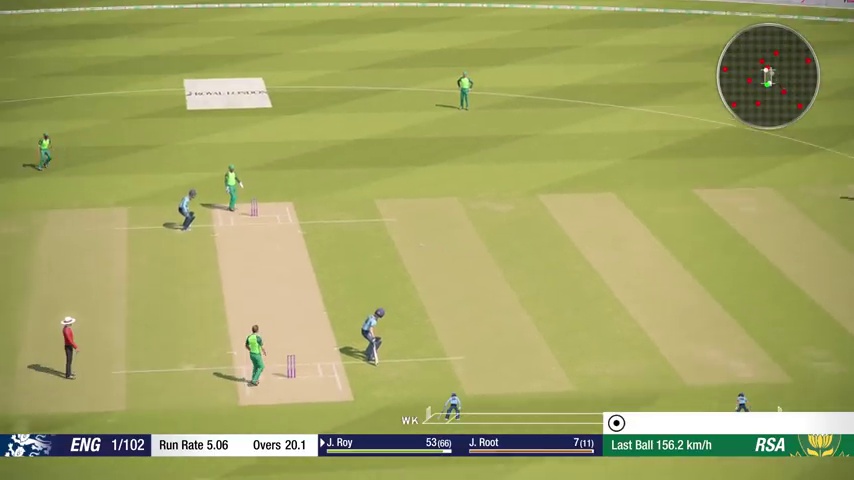 ROYAL LONDON
WK
ENG 1/102 Run Rate 5.06 Overs 20.1 J. Roy 53(66) J. Root 7(11) Last Ball 156.2 km/h RSA